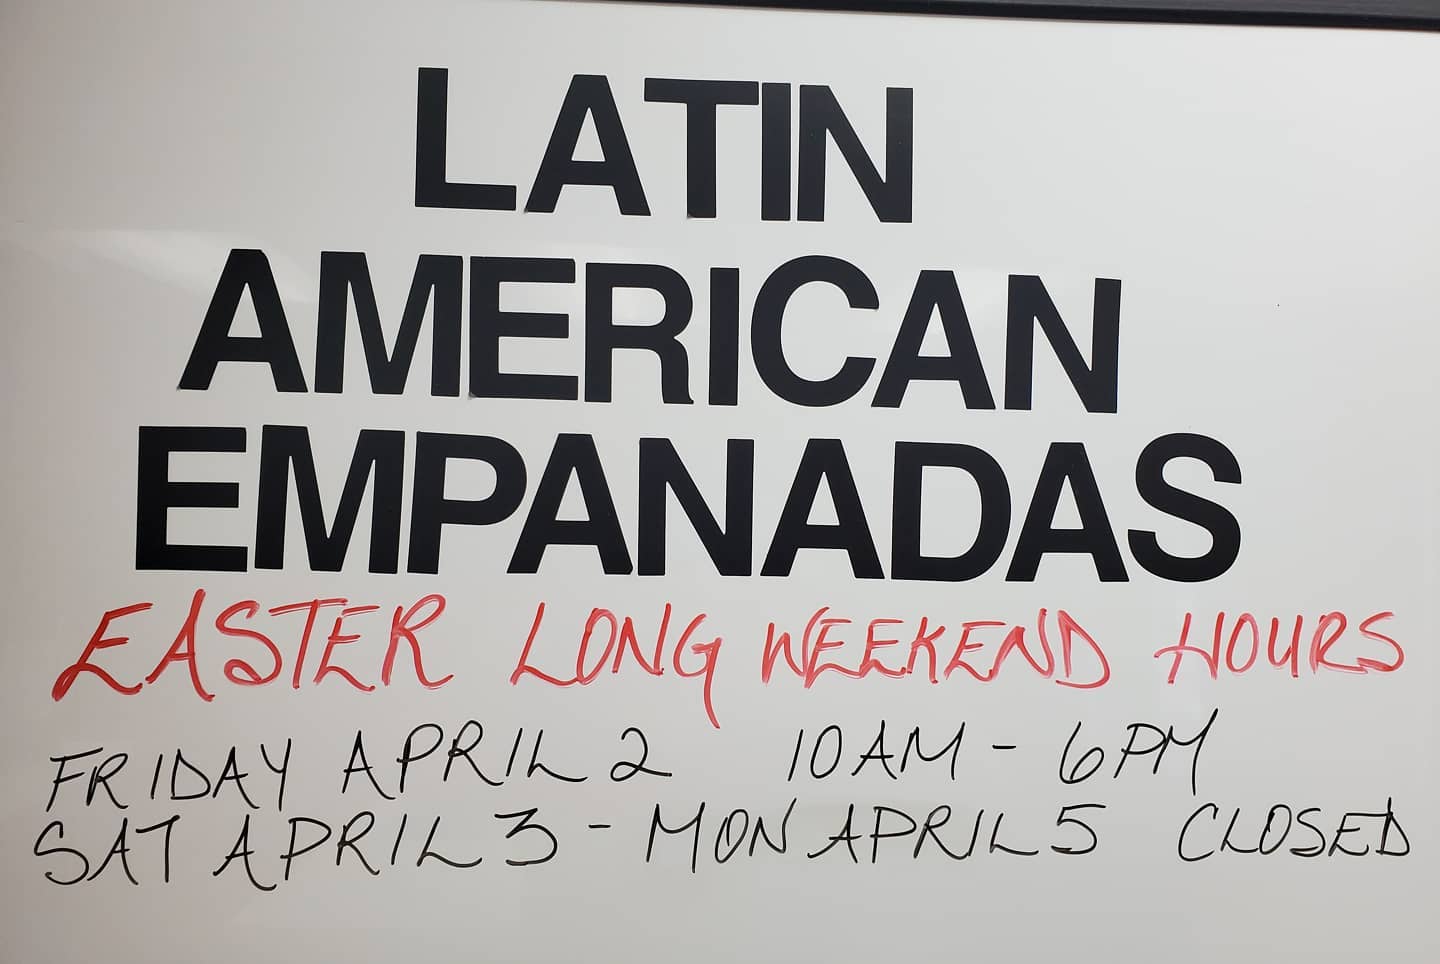 LATIN
AMERICAN
EMPANADAS
EASTER LONG WEEKEND HOURS
FRIDAY APRIL 2 10AM - 6PM
SAT APRIL 3 - MON APRIL 5 CLOSED